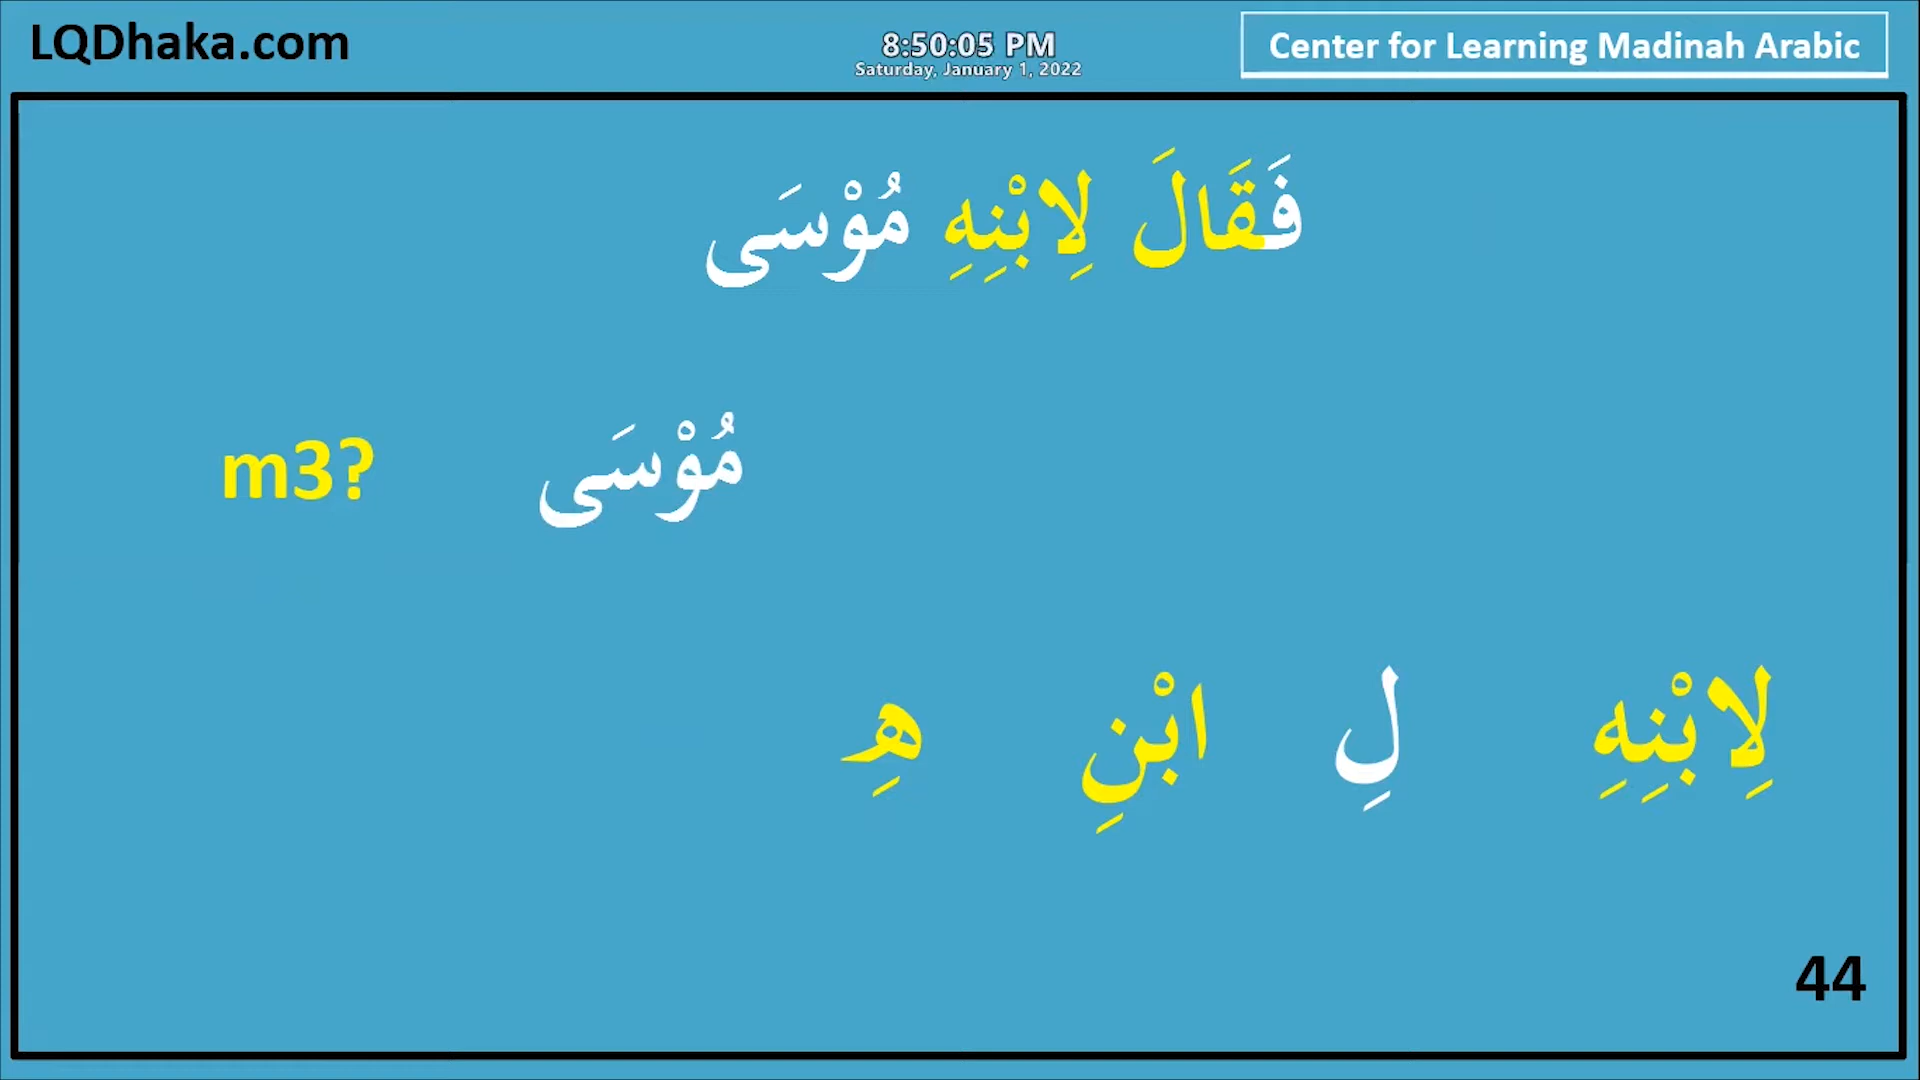 LQDhaka.com
8:50:05 PM
Saturday, January 1, 2022
Center for Learning Madinah Arabic
فَقَالَ لِابْنِهِ مُوْسَى
مُوْسَى m3?
لِابْنِهِ لِ ابْنِ هِ
44